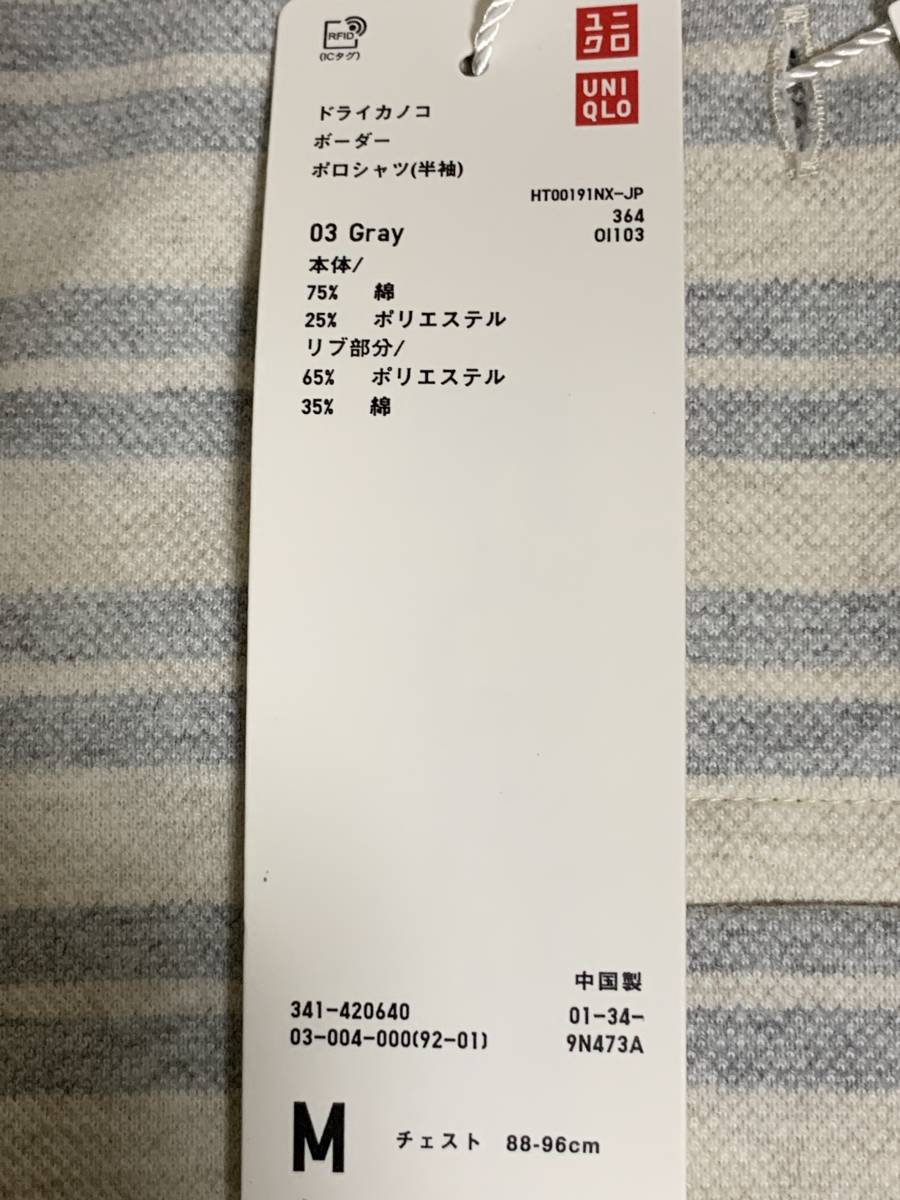 RFID
(ICタグ)
ユニ
クロ
UNI
QLO
ドライカノコ
ボーダー
ポロシャツ(半袖)
HT00191NX-JP
364
OI103
03 Gray
本体/
75% 綿
25% ポリエステル
リブ部分/
65% ポリエステル
35% 綿
中国製
341-420640
01-34-
03-004-000(92-01)
9N473A
M チェスト 88-96cm